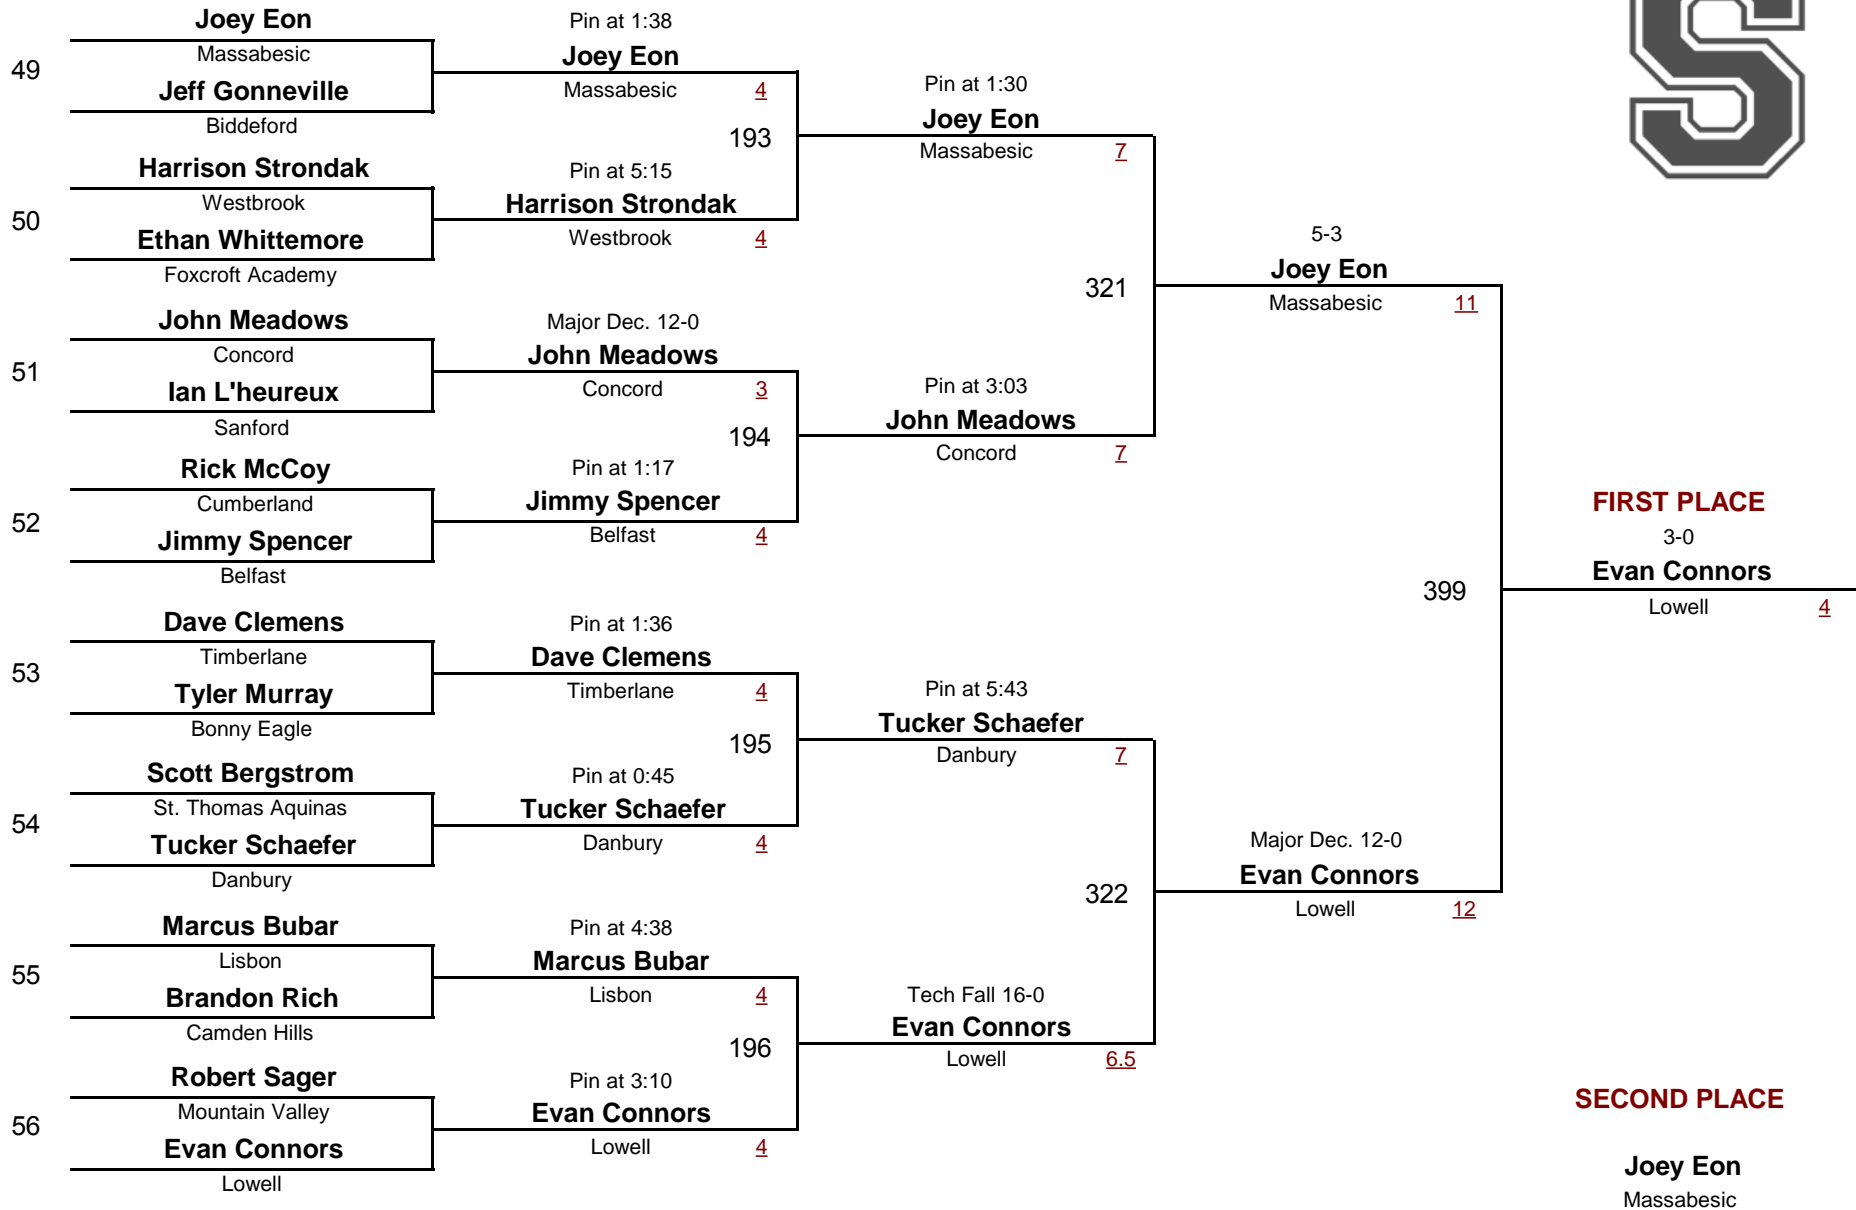 S
Joey Eon
Massabesic
49
Jeff Gonneville
Biddeford
Harrison Strondak
Westbrook
50
Ethan Whittemore
Foxcroft Academy
John Meadows
Concord
51
Ian L'heureux
Sanford
Rick McCoy
Cumberland
52
Jimmy Spencer
Belfast
Dave Clemens
Timberlane
53
Tyler Murray
Bonny Eagle
Scott Bergstrom
St. Thomas Aquinas
54
Tucker Schaefer
Danbury
Marcus Bubar
Lisbon
55
Brandon Rich
Camden Hills
Robert Sager
Mountain Valley
56
Evan Connors
Lowell
Pin at 1:38
Joey Eon
Massabesic 4
193
Pin at 5:15
Harrison Strondak
Westbrook 4
Major Dec. 12-0
John Meadows
Concord 3
194
Pin at 1:17
Jimmy Spencer
Belfast 4
Pin at 1:36
Dave Clemens
Timberlane 4
195
Pin at 0:45
Tucker Schaefer
Danbury 4
Pin at 4:38
Marcus Bubar
Lisbon 4
196
Pin at 3:10
Evan Connors
Lowell 4
Pin at 1:30
Joey Eon
Massabesic 7
321
Pin at 3:03
John Meadows
Concord 7
Pin at 5:43
Tucker Schaefer
Danbury 7
322
Tech Fall 16-0
Evan Connors
Lowell 6.5
5-3
Joey Eon
Massabesic 11
399
Major Dec. 12-0
Evan Connors
Lowell 12
FIRST PLACE
3-0
Evan Connors
Lowell 4
SECOND PLACE
Joey Eon
Massabesic